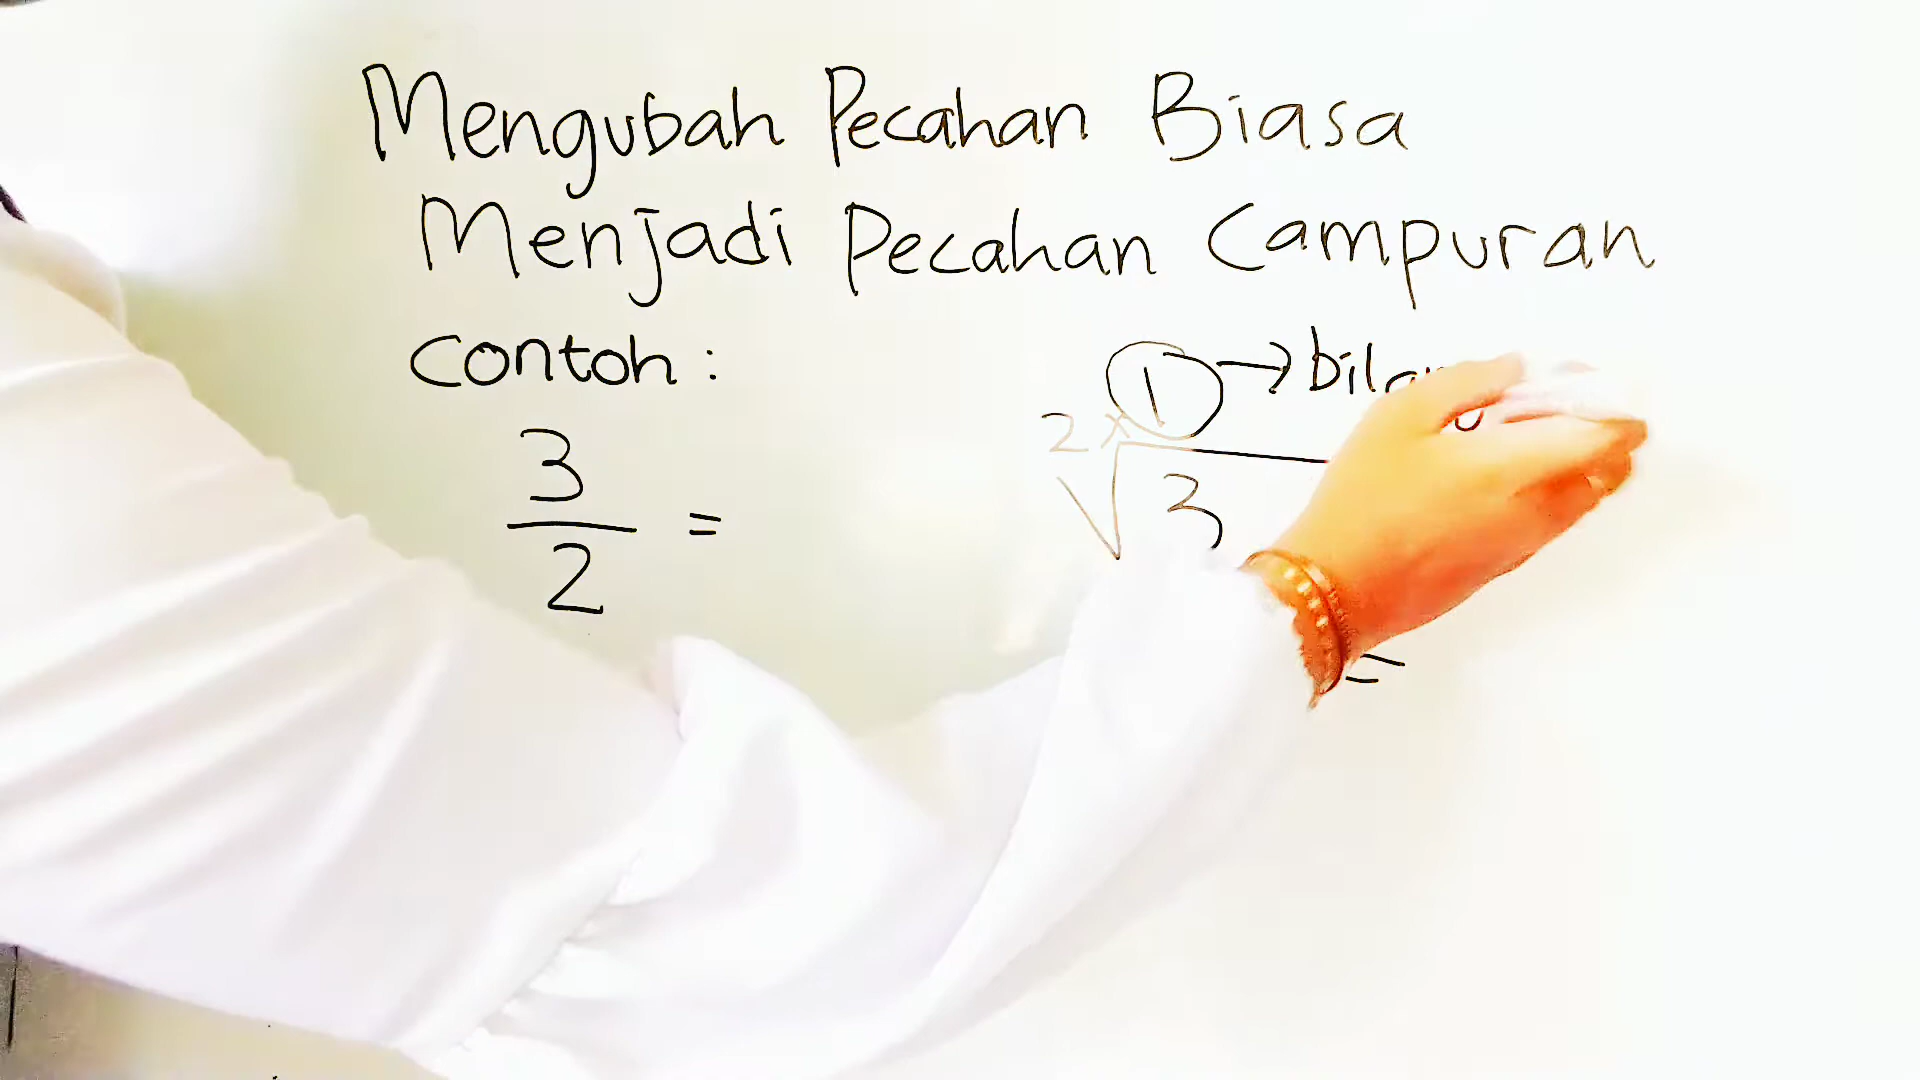 Mengubah Pecahan Biasa
Menjadi Pecahan Campuran
Contoh :
3
2
=
1 →
2 ×
3
=